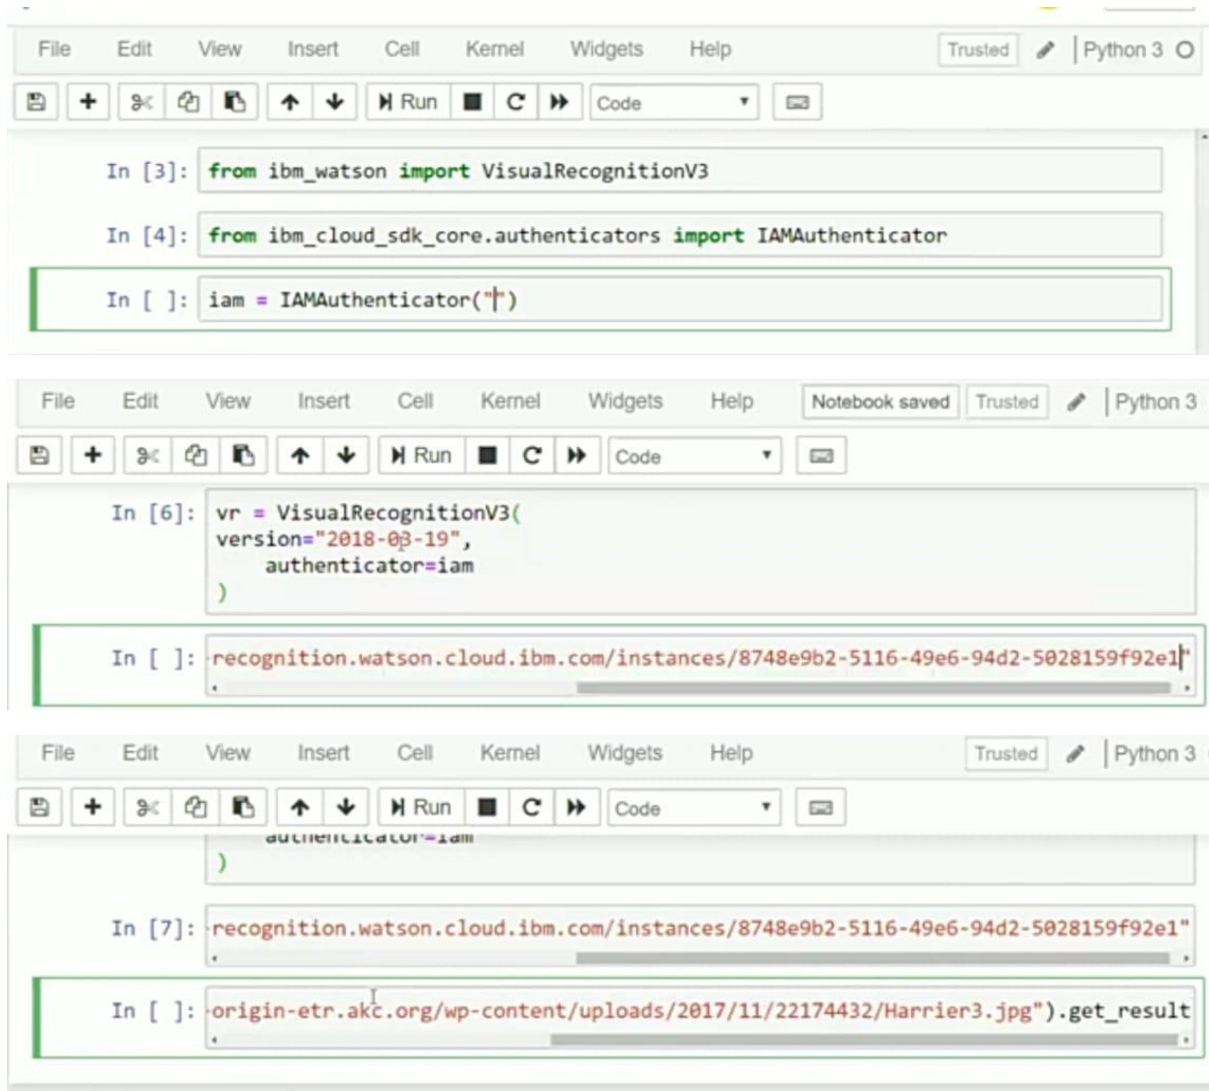 File Edit View Insert Cell Kernel Widgets Help Trusted Python 3
Run Code
In [3]: from ibm_watson import VisualRecognitionV3
In [4]: from ibm_cloud_sdk_core.authenticators import IAMAuthenticator
In [ ]: iam = IAMAuthenticator("")
File Edit View Insert Cell Kernel Widgets Help Notebook saved Trusted Python 3
Run Code
In [6]: vr = VisualRecognitionV3(
version="2018-03-19",
authenticator=iam
)
In [ ]: recognition.watson.cloud.ibm.com/instances/8748e9b2-5116-49e6-94d2-5028159f92e1"
File Edit View Insert Cell Kernel Widgets Help Trusted Python 3
Run Code
authenticator=iam
)
In [7]: recognition.watson.cloud.ibm.com/instances/8748e9b2-5116-49e6-94d2-5028159f92e1"
In [ ]: origin-etr.akc.org/wp-content/uploads/2017/11/22174432/Harrier3.jpg").get_result